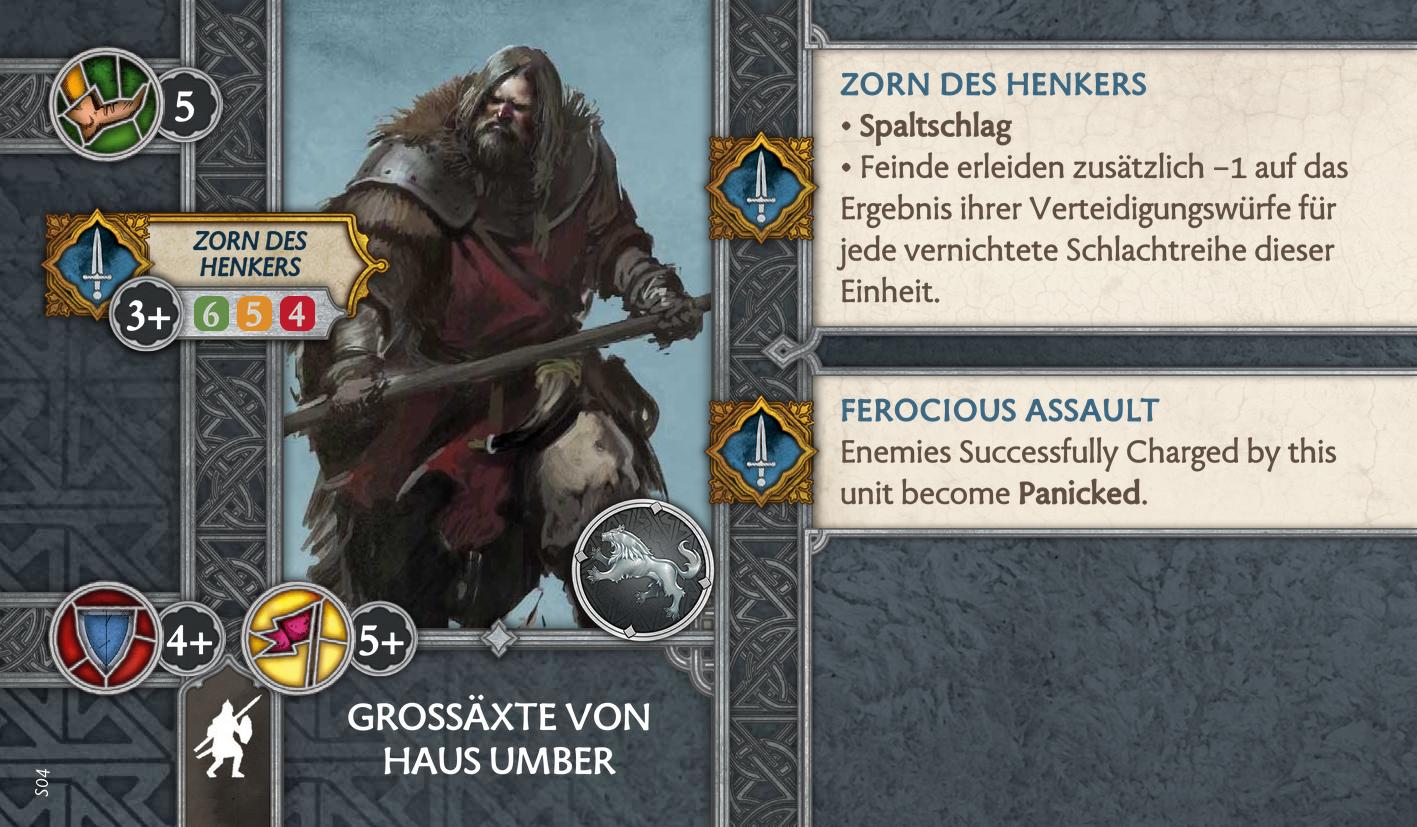 5
ZORN DES
HENKERS
3+
6 5 4
4+
5+
GROSSÄXTE VON
HAUS UMBER
S04
ZORN DES HENKERS
• Spaltschlag
• Feinde erleiden zusätzlich –1 auf das
Ergebnis ihrer Verteidigungswürfe für
jede vernichtete Schlachtreihe dieser
Einheit.
FEROCIOUS ASSAULT
Enemies Successfully Charged by this
unit become Panicked.